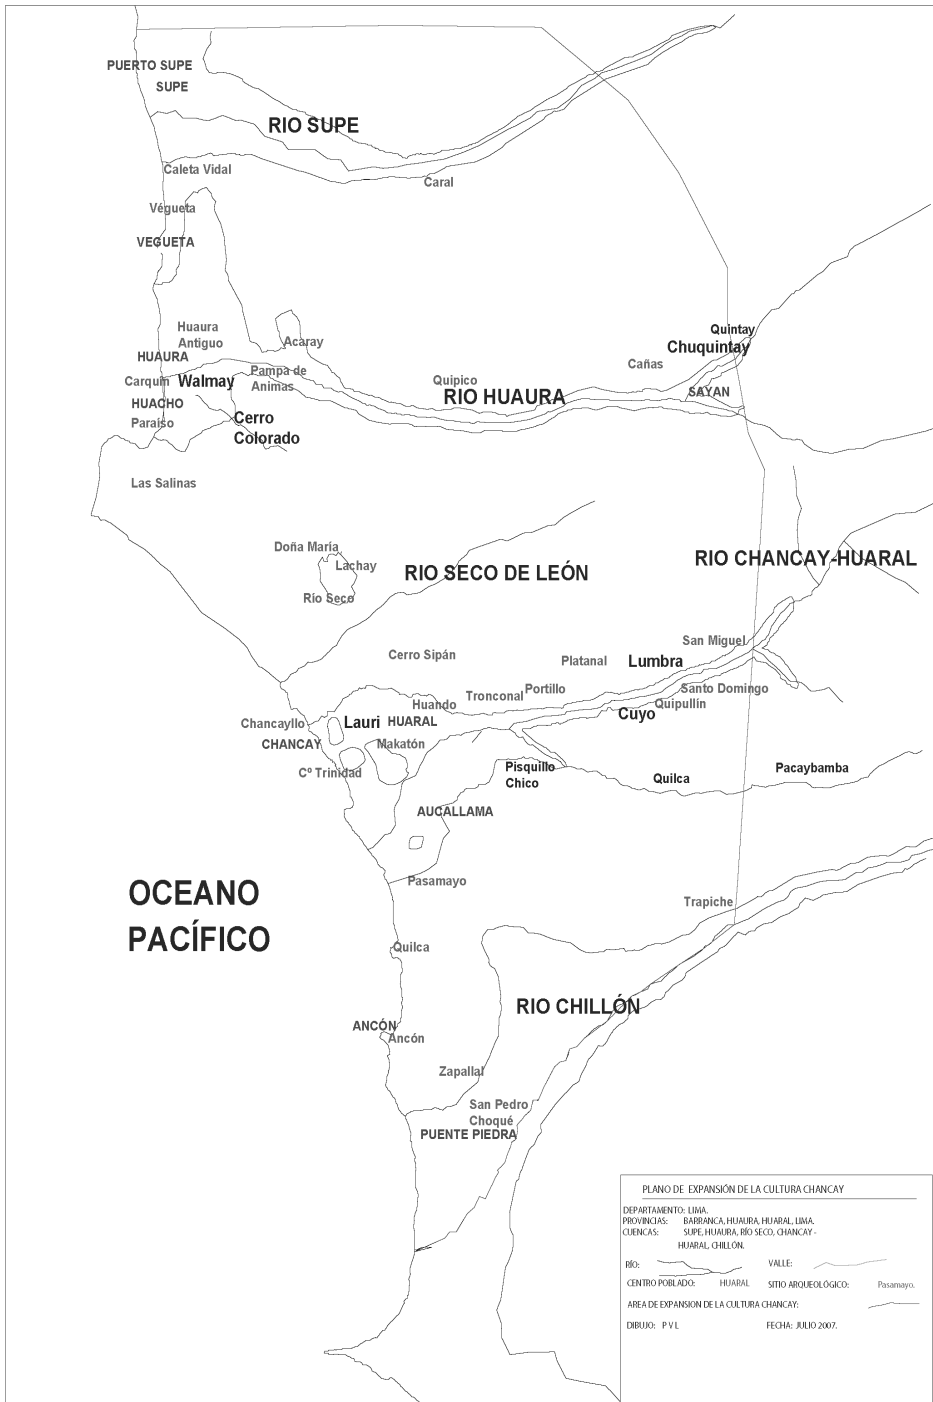 PUERTO SUPE
SUPE
RIO SUPE
Caleta Vidal
Caral
Végueta
VEGUETA
Huaura
Antiguo
Acaray
Quintay
Chuquintay
HUAURA
Cañas
Carquín
Walmay
Pampa de
Animas
Quipico
RIO HUAURA
SAYAN
HUACHO
Paraíso
Cerro
Colorado
Las Salinas
Doña María
Lachay
Río Seco
RIO SECO DE LEÓN
RIO CHANCAY-HUARAL
San Miguel
Cerro Sipán
Platanal
Lumbra
Tronconal
Portillo
Santo Domingo
Huando
Quipullín
Cuyo
Chancayllo
Lauri
HUARAL
CHANCAY
Makatón
Cº Trinidad
Pisquillo
Chico
Quilca
Pacaybamba
AUCALLAMA
Pasamayo
OCEANO
PACÍFICO
Trapiche
Quilca
RIO CHILLÓN
ANCÓN
Ancón
Zapallal
San Pedro
Choqué
PUENTE PIEDRA
PLANO DE EXPANSIÓN DE LA CULTURA CHANCAY
DEPARTAMENTO: LIMA.
PROVINCIAS: BARRANCA, HUAURA, HUARAL, LIMA.
CUENCAS: SUPE, HUAURA, RÍO SECO, CHANCAY -
HUARAL, CHILLÓN.
RÍO: VALLE:
CENTRO POBLADO: HUARAL SITIO ARQUEOLÓGICO: Pasamayo.
AREA DE EXPANSION DE LA CULTURA CHANCAY:
DIBUJO: P V L FECHA: JULIO 2007.